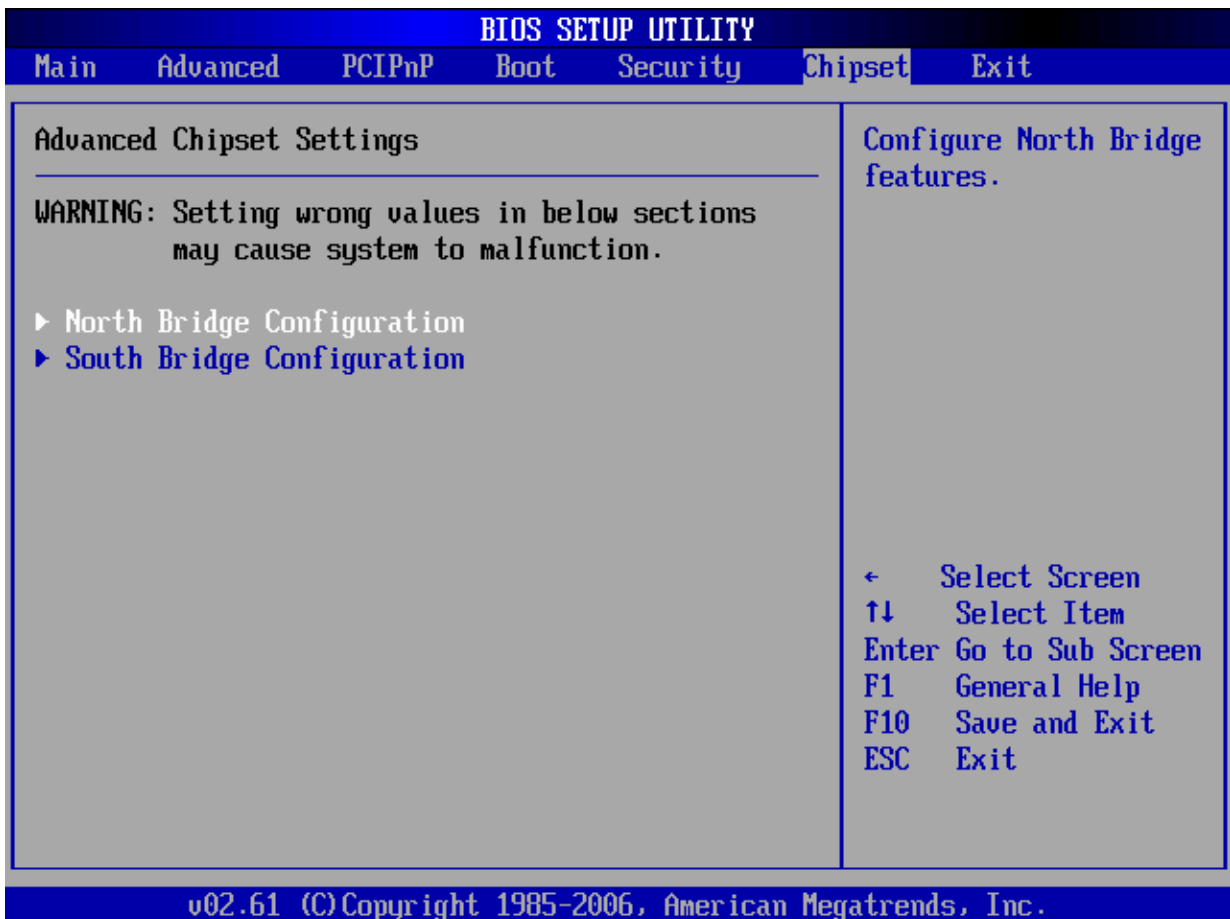 BIOS SETUP UTILITY
Main Advanced PCIPnP Boot Security Chipset Exit
Advanced Chipset Settings
WARNING: Setting wrong values in below sections
may cause system to malfunction.
▶ North Bridge Configuration
▶ South Bridge Configuration
Configure North Bridge
features.
← Select Screen
↑↓ Select Item
Enter Go to Sub Screen
F1 General Help
F10 Save and Exit
ESC Exit
v02.61 (C)Copyright 1985-2006, American Megatrends, Inc.